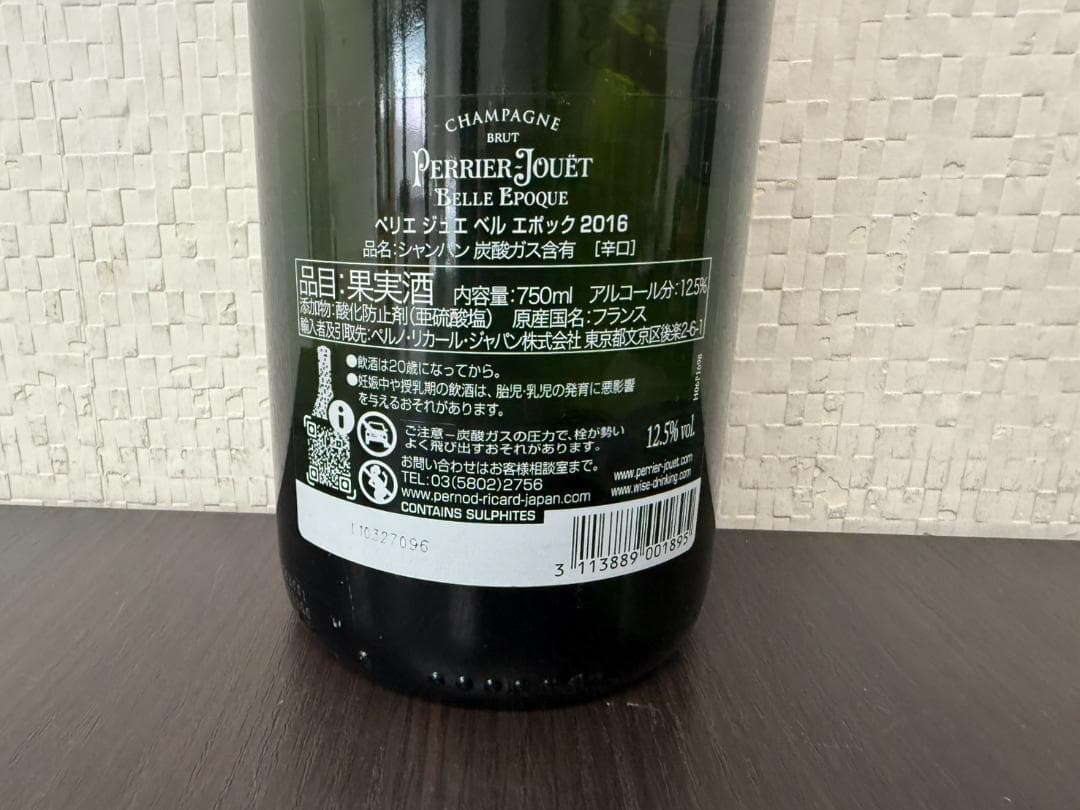 CHAMPAGNE
BRUT
PERRIER-JOUËT
BELLE EPOQUE
ペリエ ジュエ ベル エポック 2016
品名:シャンパン 炭酸ガス含有 [辛口]
品目:果実酒 内容量:750ml アルコール分:12.5%
添加物:酸化防止剤(亜硫酸塩) 原産国名:フランス
輸入者及引取先:ペルノ・リカール・ジャパン株式会社 東京都文京区後楽2-6-1
●飲酒は20歳になってから。
●妊娠中や授乳期の飲酒は、胎児・乳児の発育に悪影響
を与えるおそれがあります。
ご注意-炭酸ガスの圧力で、栓が勢い
よく飛び出すおそれがあります。
お問い合わせはお客様相談室まで。
TEL:03(5802)2756
www.pernod-ricard-japan.com
CONTAINS SULPHITES
12.5% vol.
www.perrier-jouet.com
www.wise-drinking.com
L10327096
3 113889 001895